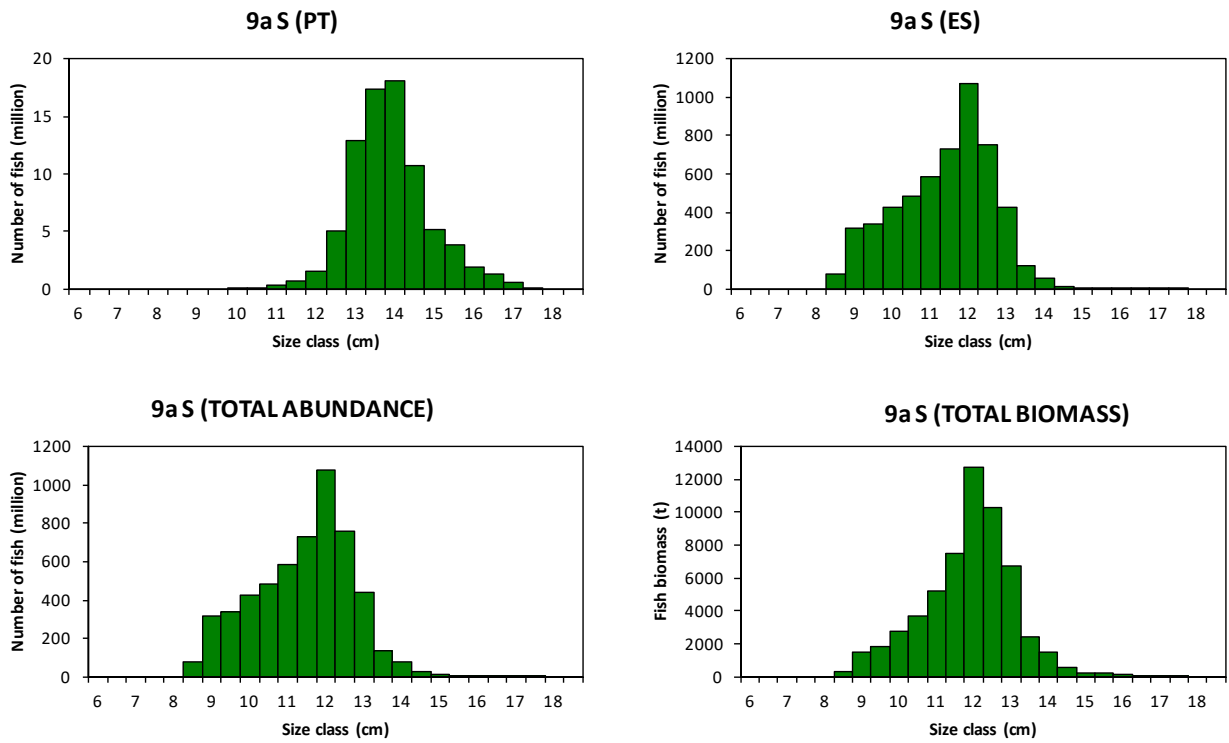 9a S (PT)
Number of fish (million)
20
15
10
5
0
6 7 8 9 10 11 12 13 14 15 16 17 18
Size class (cm)
9a S (ES)
Number of fish (million)
1200
1000
800
600
400
200
0
6 7 8 9 10 11 12 13 14 15 16 17 18
Size class (cm)
9a S (TOTAL ABUNDANCE)
Number of fish (million)
1200
1000
800
600
400
200
0
6 7 8 9 10 11 12 13 14 15 16 17 18
Size class (cm)
9a S (TOTAL BIOMASS)
Fish biomass (t)
14000
12000
10000
8000
6000
4000
2000
0
6 7 8 9 10 11 12 13 14 15 16 17 18
Size class (cm)